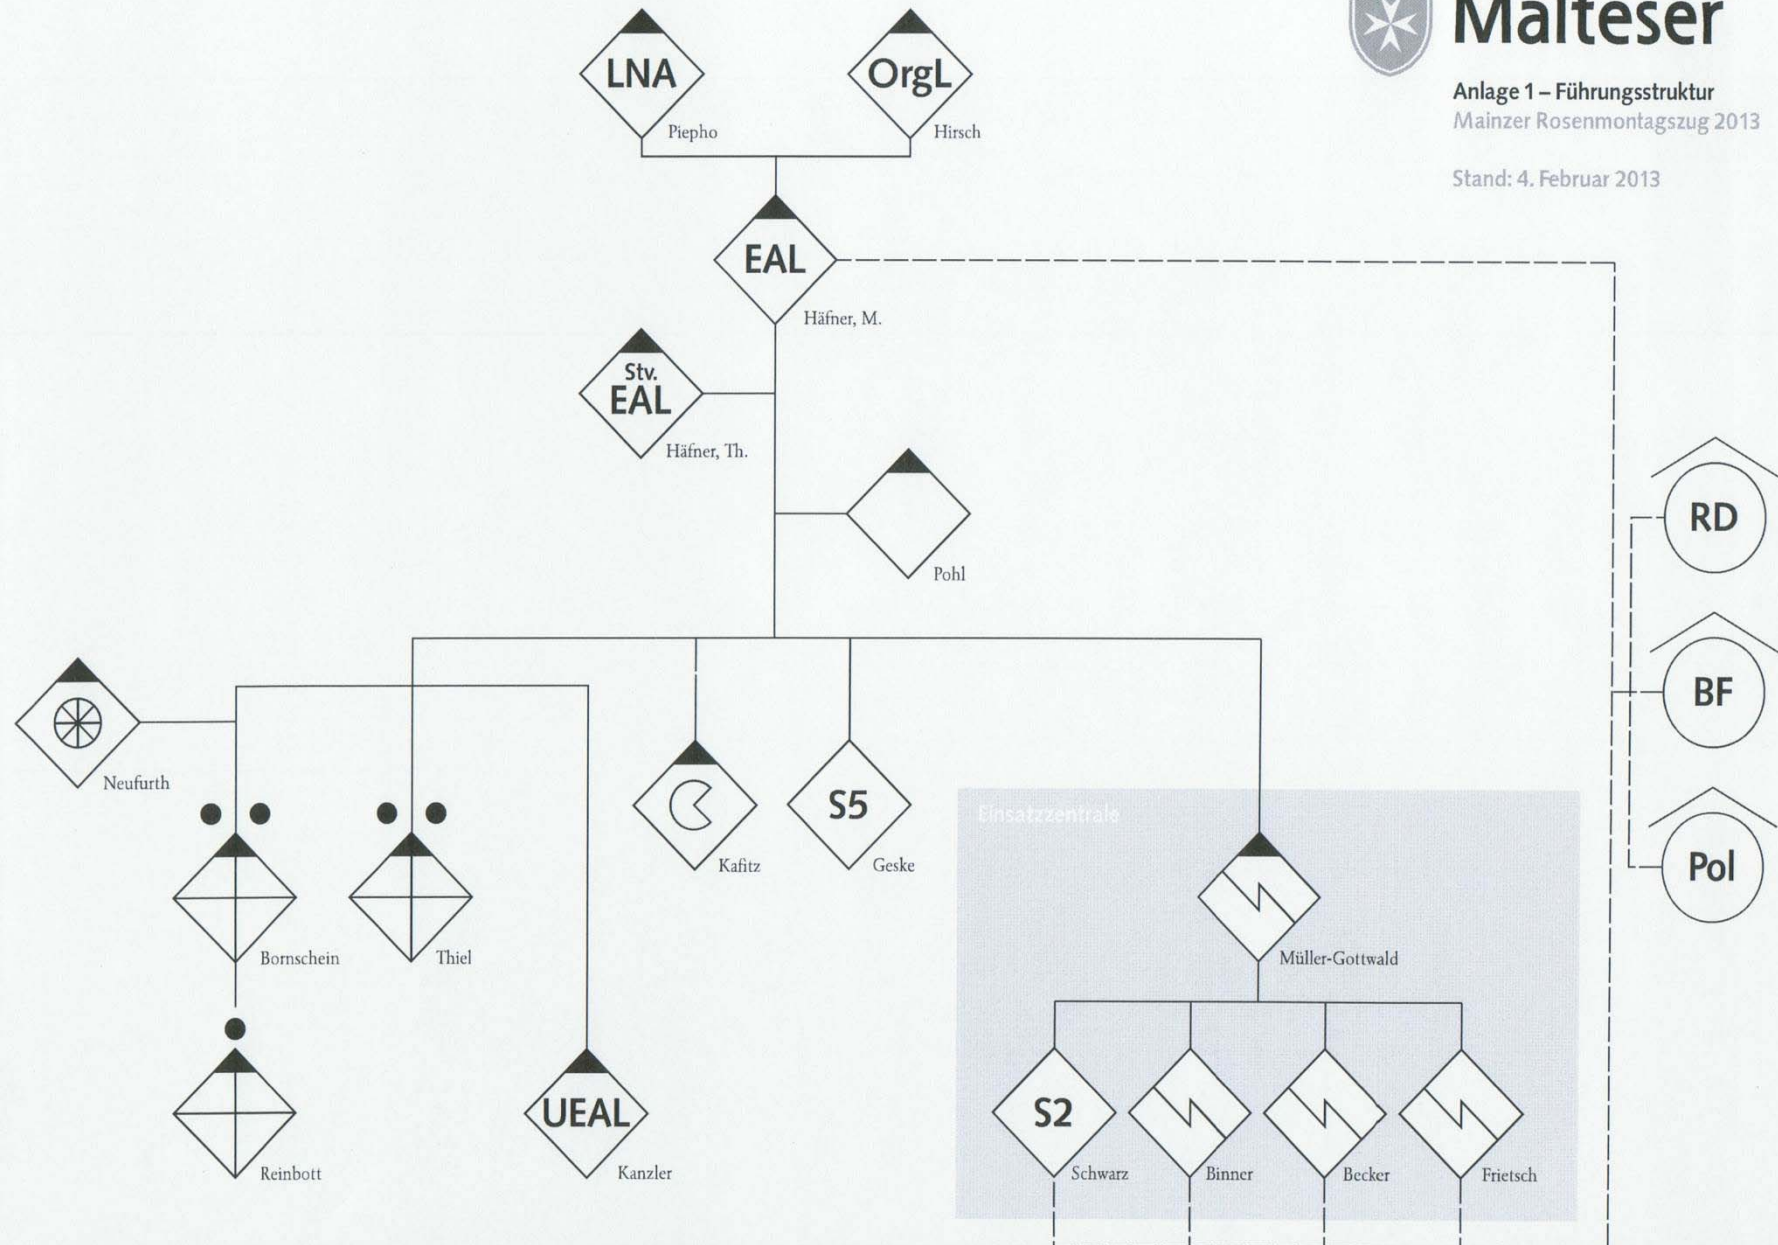 Malteser
Anlage 1 – Führungsstruktur
Mainzer Rosenmontagszug 2013
Stand: 4. Februar 2013
LNA
Piepho
OrgL
Hirsch
EAL
Häfner, M.
Stv.
EAL
Häfner, Th.
Pohl
RD
BF
Pol
Neufurth
Bornschein
Thiel
Kafitz
S5
Geske
Einsatzzentrale
Müller-Gottwald
Reinbott
UEAL
Kanzler
S2
Schwarz
Binner
Becker
Frietsch